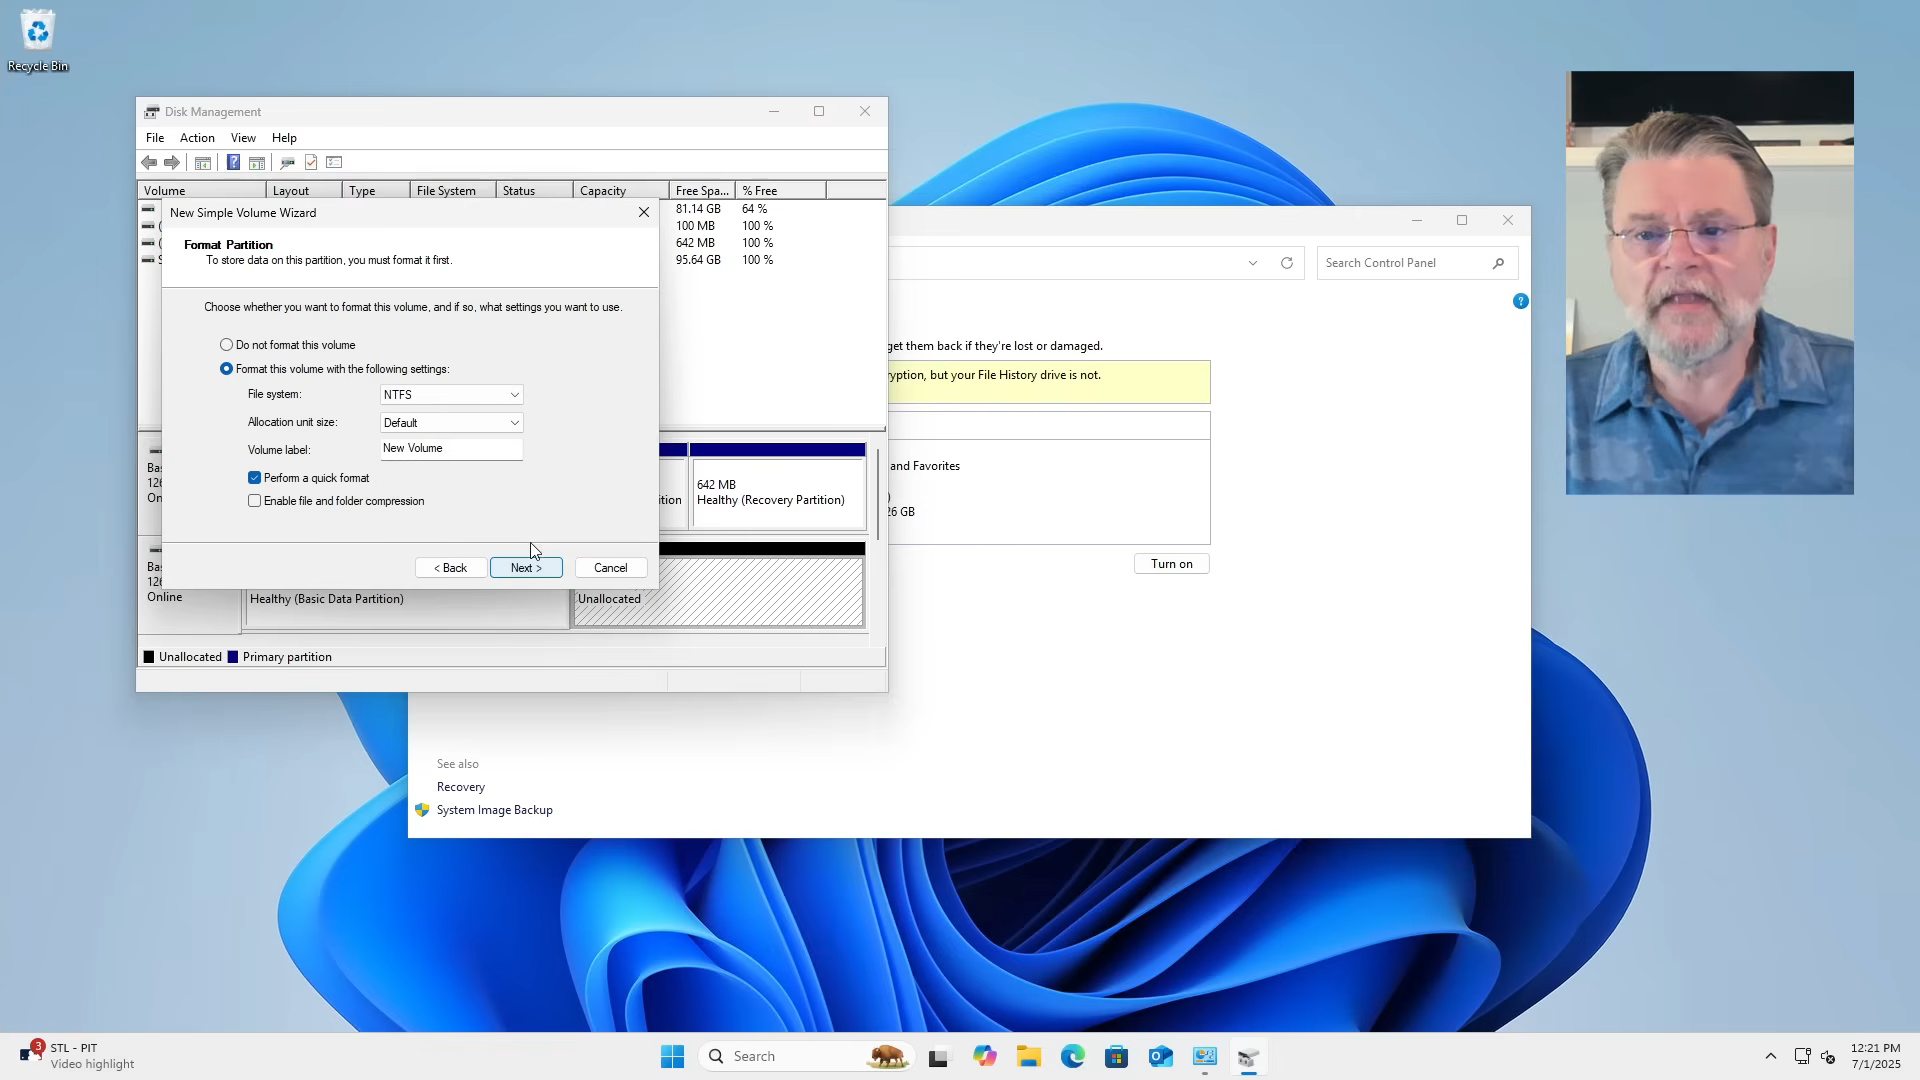 Recycle Bin
Disk Management
File Action View Help
Volume Layout Type File System Status Capacity Free Spa... % Free
81.14 GB 64 %
100 MB 100 %
642 MB 100 %
95.64 GB 100 %
New Simple Volume Wizard
Format Partition
To store data on this partition, you must format it first.
Choose whether you want to format this volume, and if so, what settings you want to use.
Do not format this volume
Format this volume with the following settings:
File system: NTFS
Allocation unit size: Default
Volume label: New Volume
Perform a quick format
Enable file and folder compression
< Back Next > Cancel
Bas
126
On
642 MB
Healthy (Recovery Partition)
ition
Bas
126
Online
Healthy (Basic Data Partition)
Unallocated
Unallocated Primary partition
Search Control Panel
get them back if they're lost or damaged.
ryption, but your File History drive is not.
and Favorites
26 GB
Turn on
See also
Recovery
System Image Backup
3
STL - PIT
Video highlight
Search
12:21 PM
7/1/2025